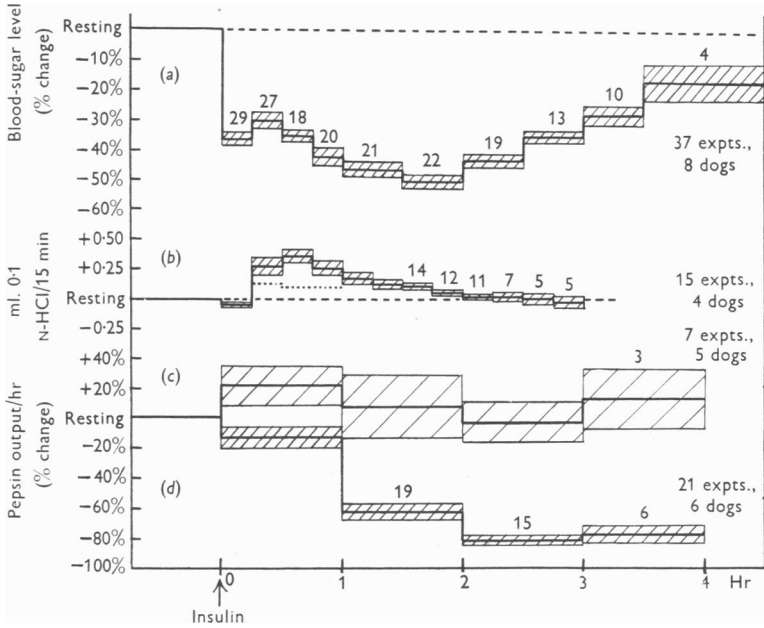 Blood-sugar level
(% change)
Resting
−10%
−20%
−30%
−40%
−50%
−60%
(a)
29
27
18
20
21
22
19
13
10
4
37 expts.,
8 dogs
ml. 0·1
N-HCl/15 min
+0·50
+0·25
Resting
−0·25
(b)
14
12
11
7
5
5
15 expts.,
4 dogs
Pepsin output/hr
(% change)
+40%
+20%
Resting
−20%
−40%
−60%
−80%
−100%
(c)
3
7 expts.,
5 dogs
(d)
19
15
6
21 expts.,
6 dogs
0
1
2
3
4
Hr
Insulin